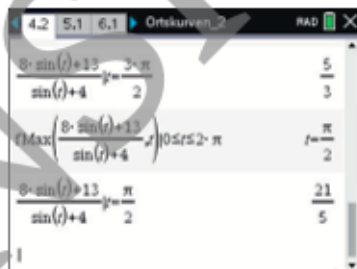 4.2 5.1 6.1 Ortskurven_2 RAD
(8·sin(t)+13)/(sin(t)+4)|t=3·π/2 5/3
fMax((8·sin(t)+13)/(sin(t)+4),t)|0≤t≤2·π t=π/2
(8·sin(t)+13)/(sin(t)+4)|t=π/2 21/5